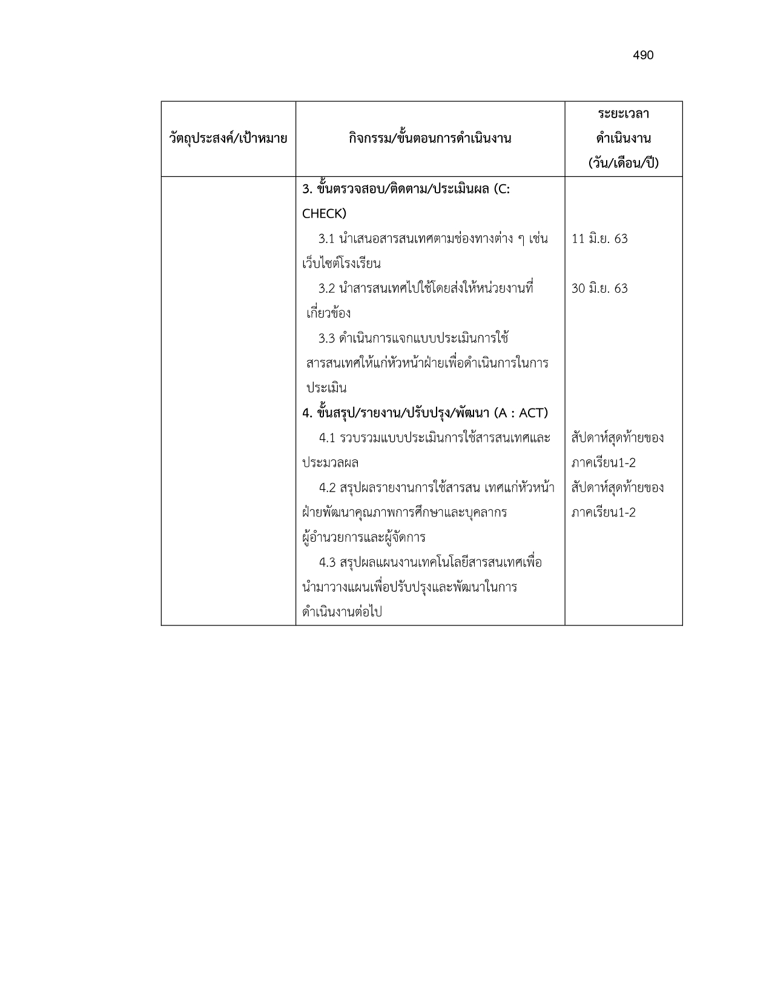 490
วัตถุประสงค์/เป้าหมาย
กิจกรรม/ขั้นตอนการดำเนินงาน
ระยะเวลา
ดำเนินงาน
(วัน/เดือน/ปี)
3. ขั้นตรวจสอบ/ติดตาม/ประเมินผล (C:
CHECK)
3.1 นำเสนอสารสนเทศตามช่องทางต่าง ๆ เช่น
11 มิ.ย. 63
เว็บไซต์โรงเรียน
3.2 นำสารสนเทศไปใช้โดยส่งให้หน่วยงานที่
30 มิ.ย. 63
เกี่ยวข้อง
3.3 ดำเนินการแจกแบบประเมินการใช้
สารสนเทศให้แก่หัวหน้าฝ่ายเพื่อดำเนินการในการ
ประเมิน
4. ขั้นสรุป/รายงาน/ปรับปรุง/พัฒนา (A : ACT)
4.1 รวบรวมแบบประเมินการใช้สารสนเทศและ
สัปดาห์สุดท้ายของ
ประมวลผล
ภาคเรียน1-2
4.2 สรุปผลรายงานการใช้สารสน เทศแก่หัวหน้า
สัปดาห์สุดท้ายของ
ฝ่ายพัฒนาคุณภาพการศึกษาและบุคลากร
ภาคเรียน1-2
ผู้อำนวยการและผู้จัดการ
4.3 สรุปผลแผนงานเทคโนโลยีสารสนเทศเพื่อ
นำมาวางแผนเพื่อปรับปรุงและพัฒนาในการ
ดำเนินงานต่อไป